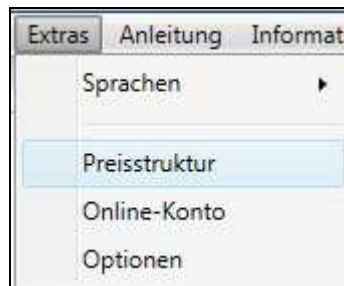 Extras Anleitung Informat
Sprachen
Preisstruktur
Online-Konto
Optionen